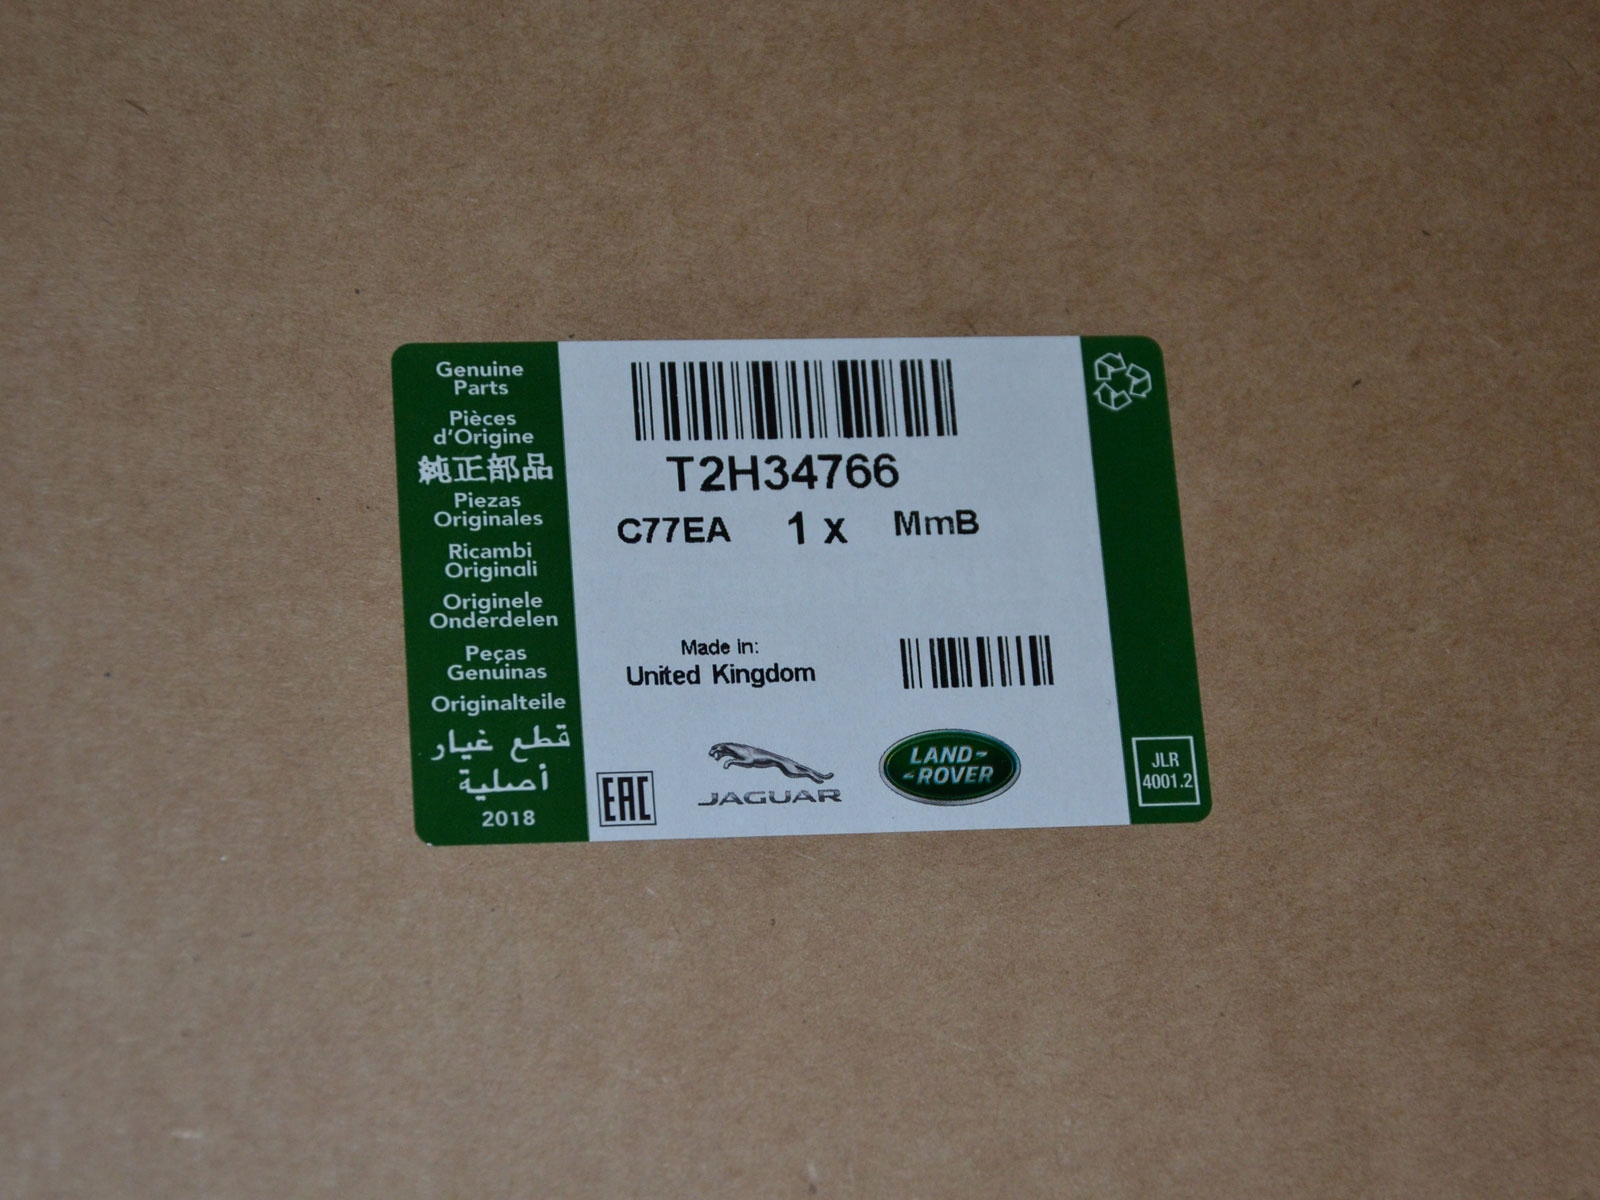 Genuine
Parts
Pièces
d'Origine
純正部品
Piezas
Originales
Ricambi
Originali
Originele
Onderdelen
Peças
Genuinas
Originalteile
قطع غيار
أصلية
2018
T2H34766
C77EA 1 x MmB
Made in:
United Kingdom
EAC
JAGUAR
LAND-
-ROVER
JLR
4001.2